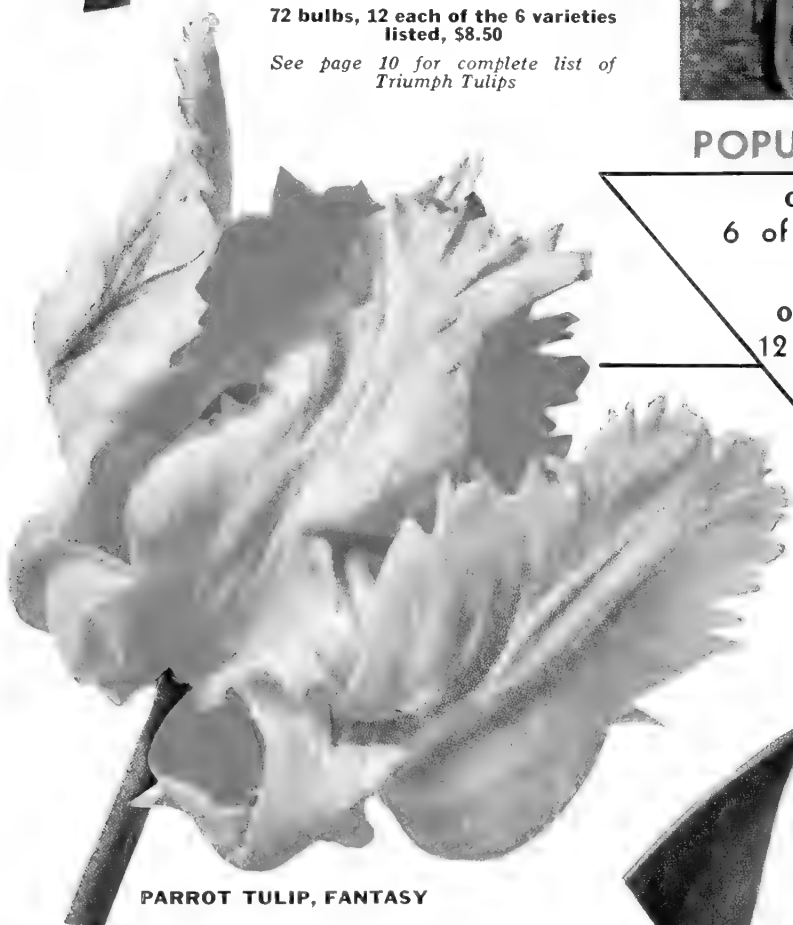 72 bulbs, 12 each of the 6 varieties
listed, $8.50
See page 10 for complete list of
Triumph Tulips
6 of
12
PARROT TULIP, FANTASY